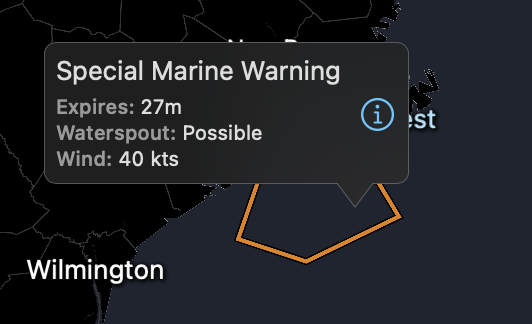 Special Marine Warning
Expires: 27m
Waterspout: Possible
Wind: 40 kts
Wilmington